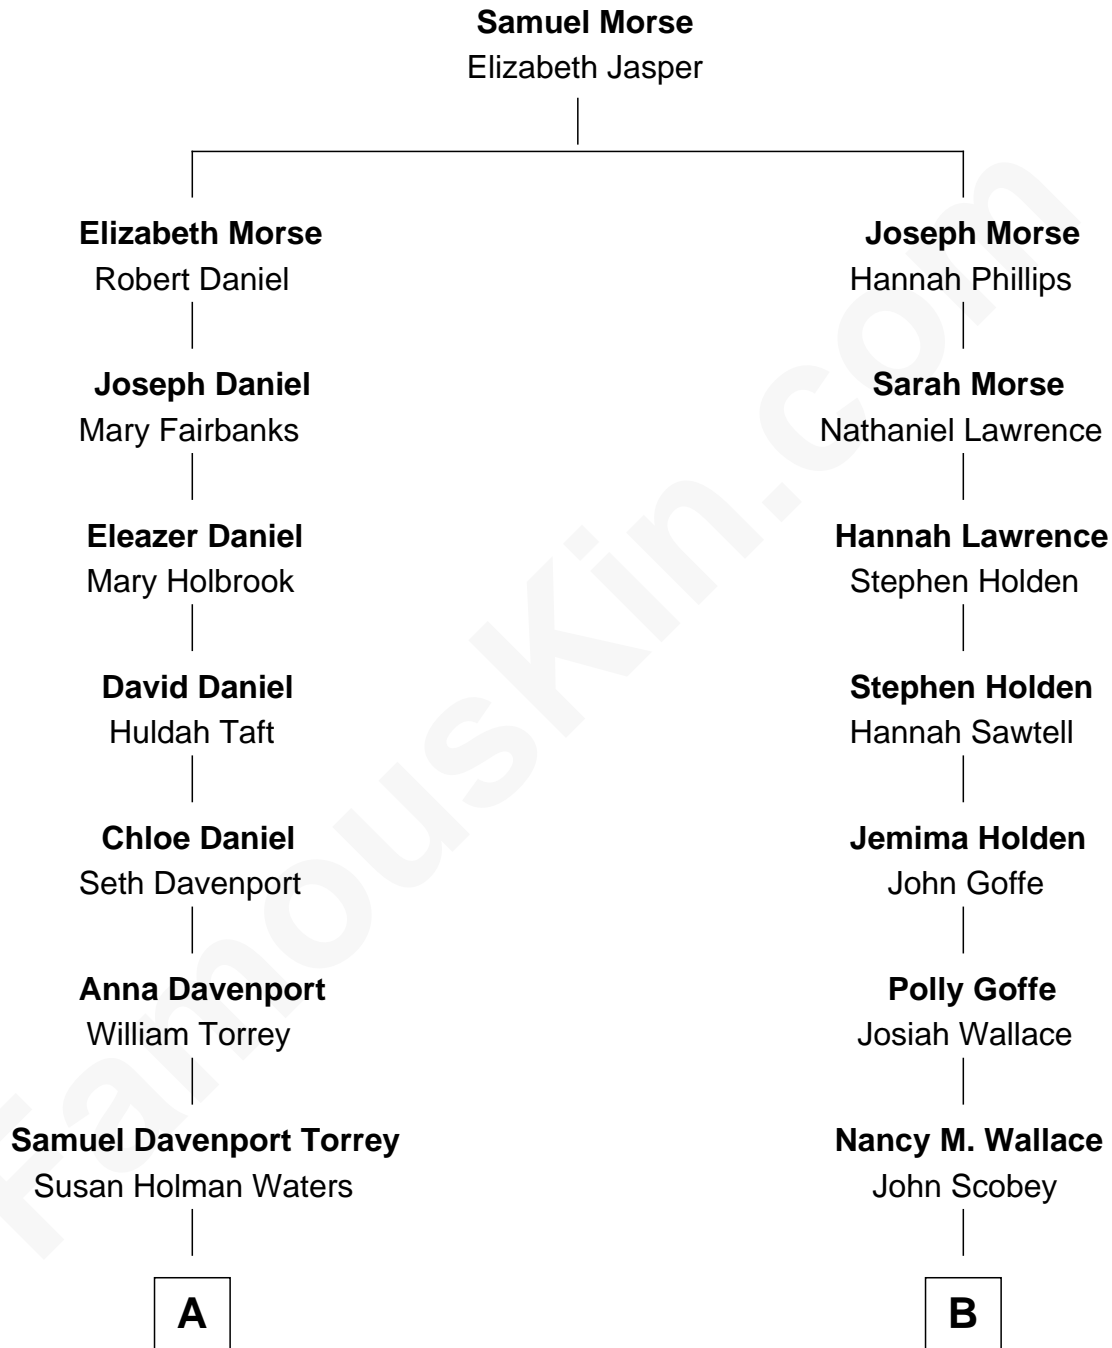 Samuel Morse
Elizabeth Jasper
Elizabeth Morse
Robert Daniel
Joseph Morse
Hannah Phillips
Joseph Daniel
Mary Fairbanks
Sarah Morse
Nathaniel Lawrence
Eleazer Daniel
Mary Holbrook
Hannah Lawrence
Stephen Holden
David Daniel
Huldah Taft
Stephen Holden
Hannah Sawtell
Chloe Daniel
Seth Davenport
Jemima Holden
John Goffe
Anna Davenport
William Torrey
Polly Goffe
Josiah Wallace
Samuel Davenport Torrey
Susan Holman Waters
Nancy M. Wallace
John Scobey
A
B
FamousKin.com